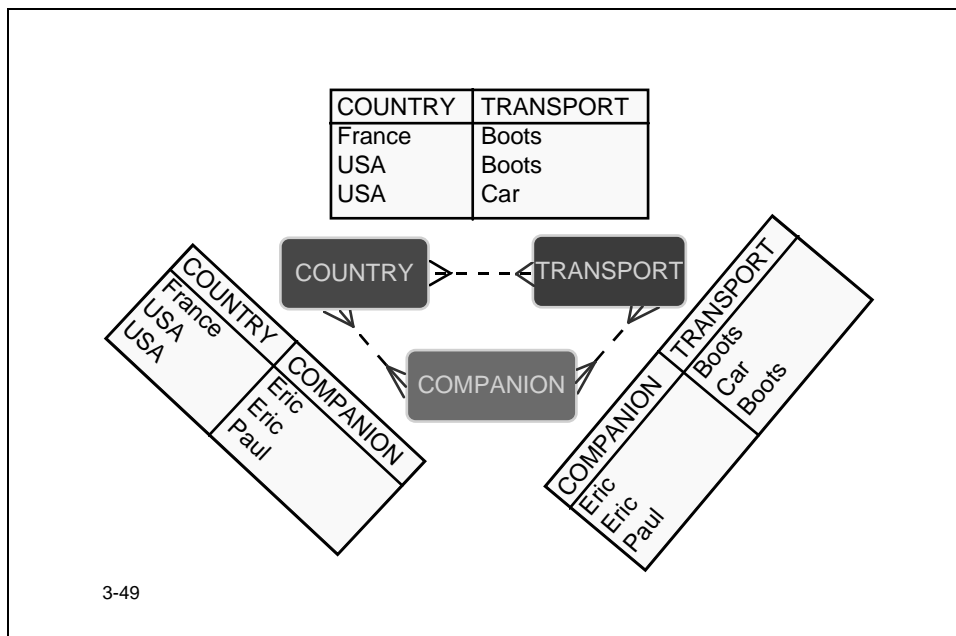 COUNTRY TRANSPORT
France Boots
USA Boots
USA Car
COUNTRY TRANSPORT
COMPANION
COUNTRY COMPANION
France Eric
USA Eric
USA Paul
COMPANION TRANSPORT
Eric Boots
Eric Car
Paul Boots
3-49